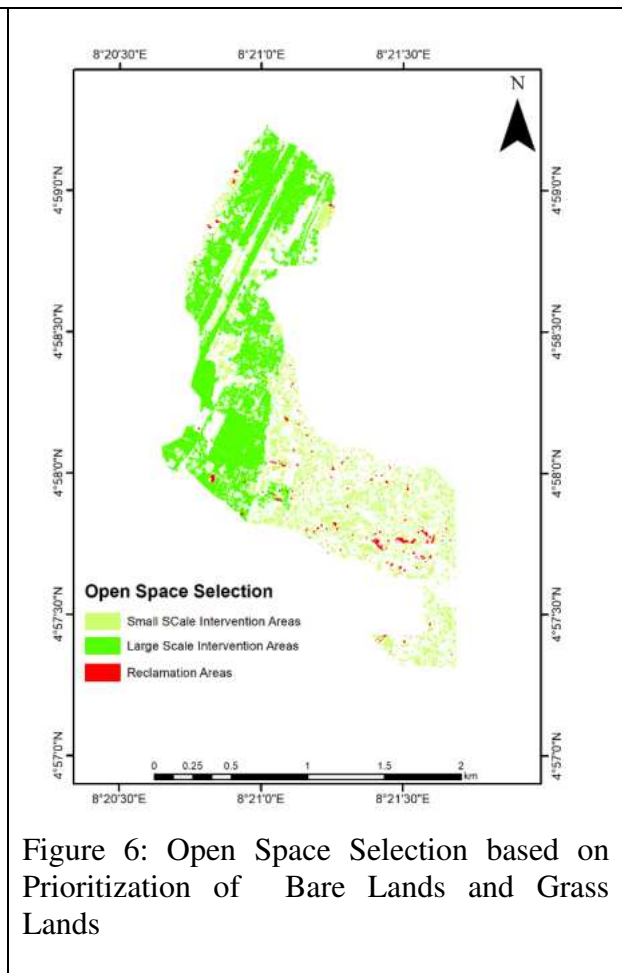 8°20'30"E 8°21'0"E 8°21'30"E
N
4°59'0"N 4°59'0"N
4°58'30"N 4°58'30"N
4°58'0"N 4°58'0"N
Open Space Selection
Small SCale Intervention Areas
Large Scale Intervention Areas
Reclamation Areas
4°57'30"N 4°57'30"N
4°57'0"N 4°57'0"N
0 0.25 0.5 1 1.5 2
km
8°20'30"E 8°21'0"E 8°21'30"E
Figure 6: Open Space Selection based on
Prioritization of Bare Lands and Grass
Lands